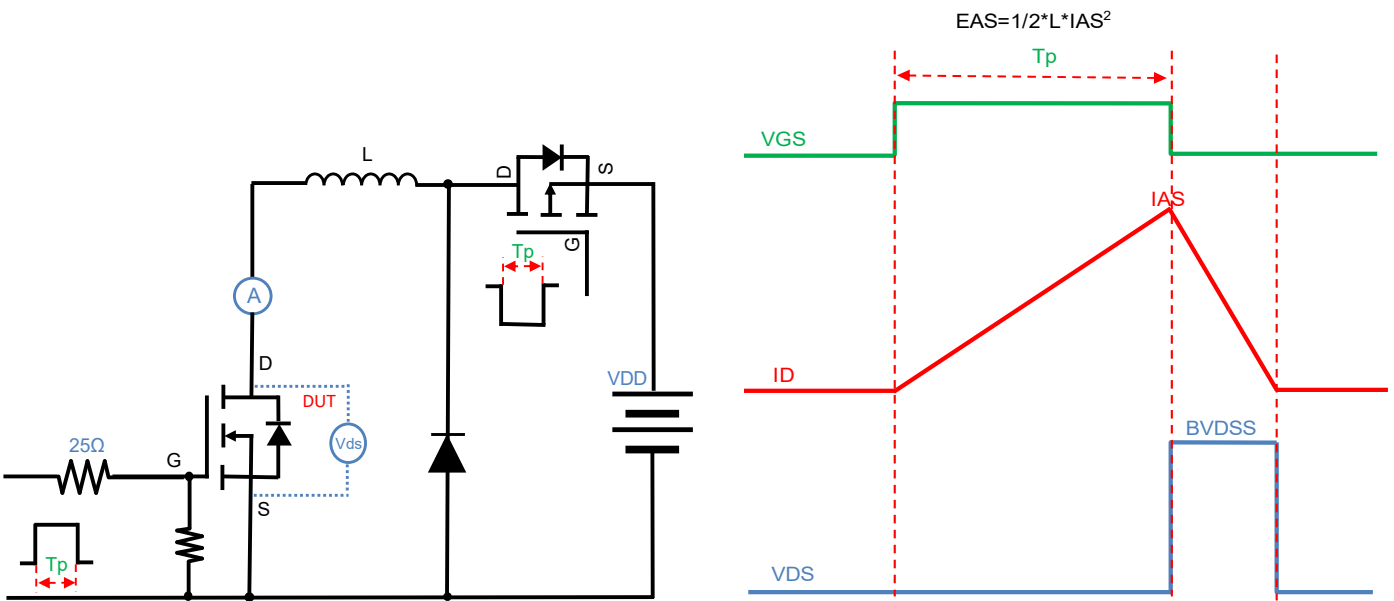 L
D
S
G
Tp
A
D
DUT
Vds
25Ω
G
S
Tp
VDD
EAS=1/2*L*IAS²
Tp
VGS
IAS
ID
BVDSS
VDS